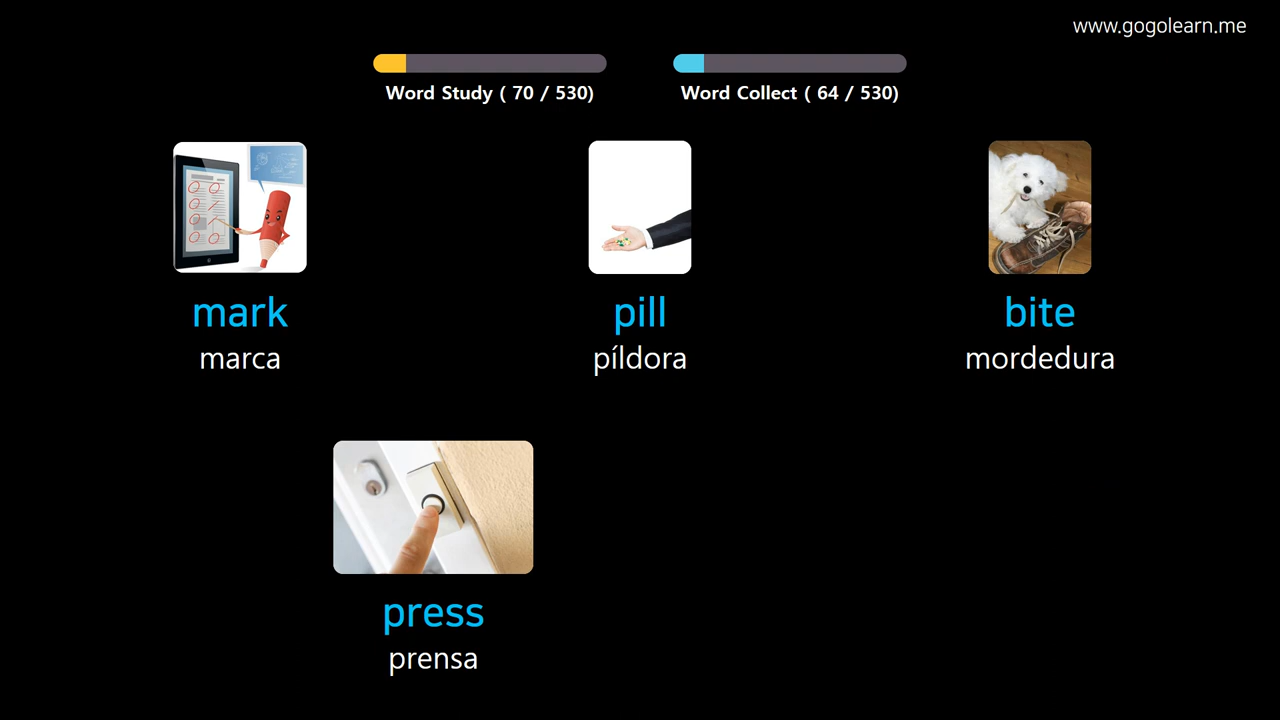 www.gogolearn.me
Word Study ( 70 / 530)
Word Collect ( 64 / 530)
mark
marca
pill
píldora
bite
mordedura
press
prensa